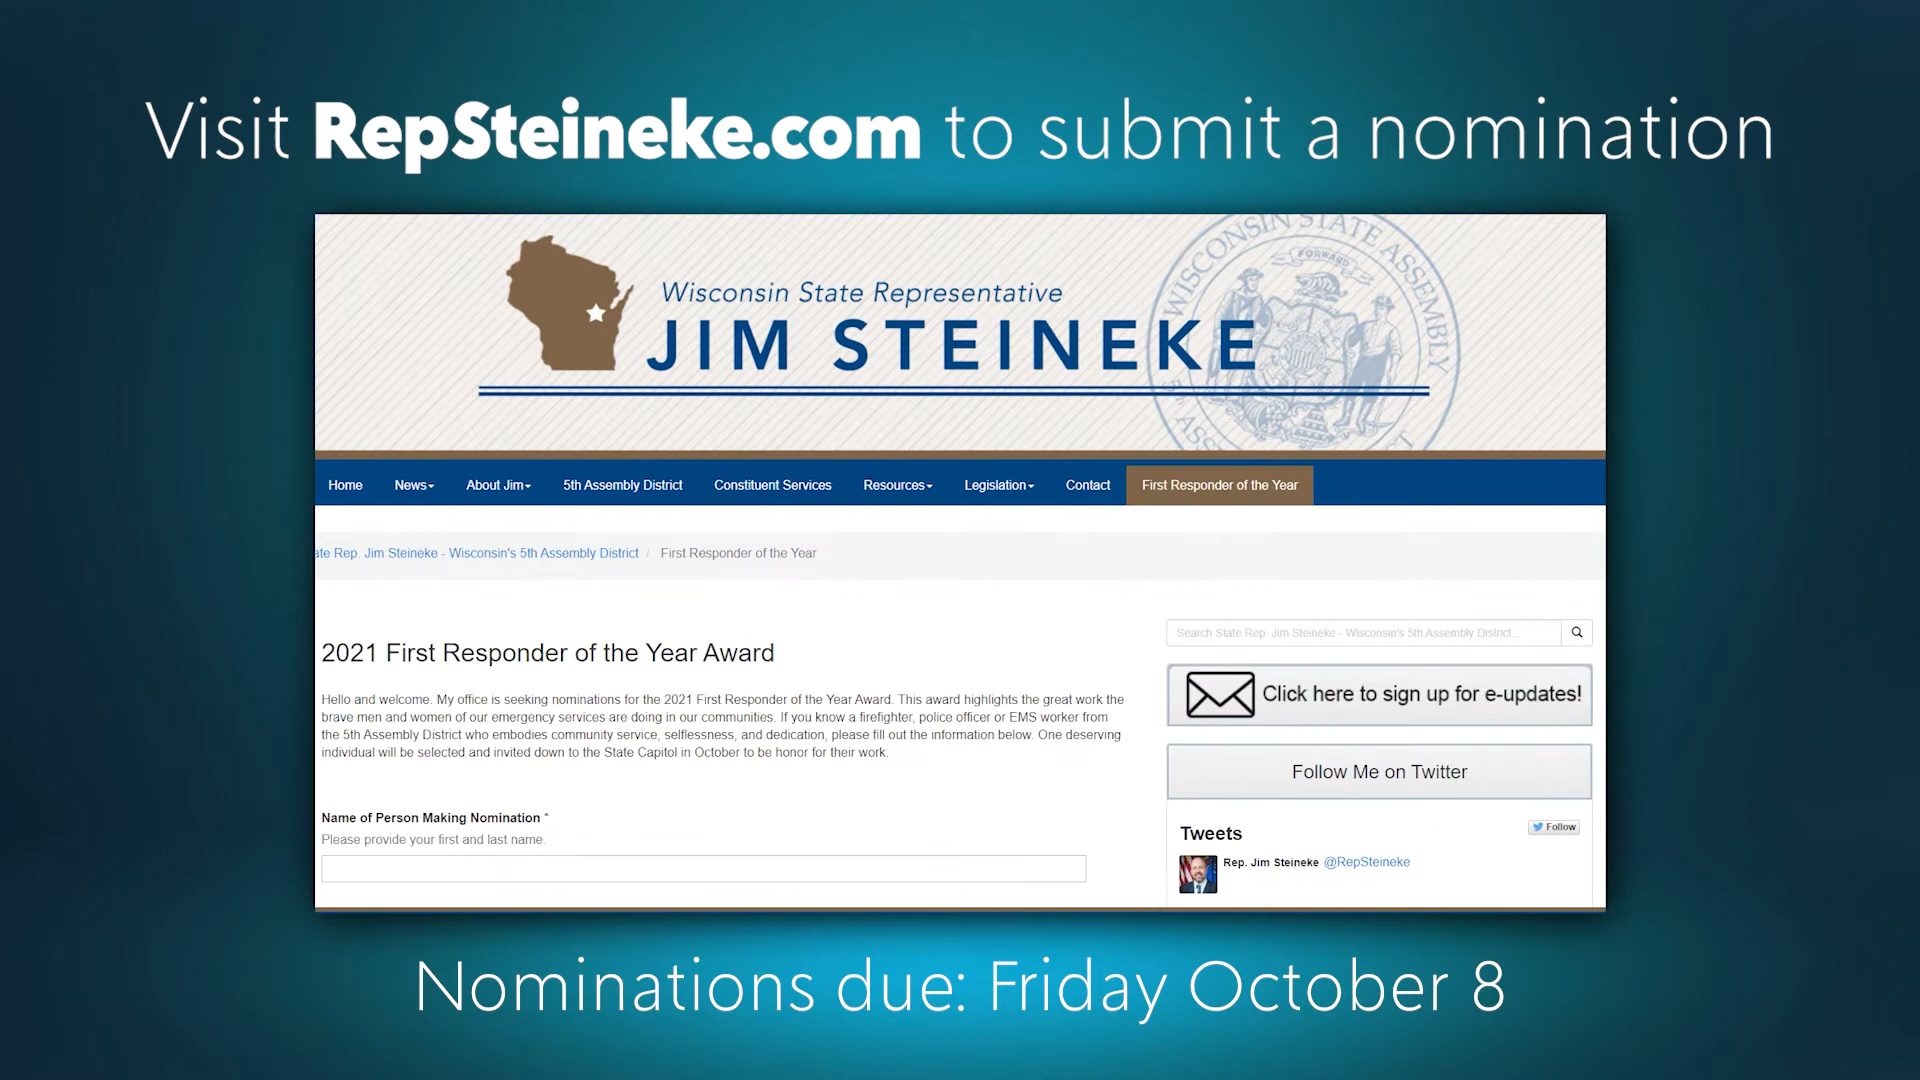 Visit RepSteineke.com to submit a nomination
WISCONSIN STATE ASSEMBLY
FORWARD
Wisconsin State Representative
JIM STEINEKE
Home News About Jim 5th Assembly District Constituent Services Resources Legislation Contact First Responder of the Year
ate Rep. Jim Steineke - Wisconsin's 5th Assembly District / First Responder of the Year
Search State Rep. Jim Steineke - Wisconsin's 5th Assembly District...
2021 First Responder of the Year Award
Click here to sign up for e-updates!
Hello and welcome. My office is seeking nominations for the 2021 First Responder of the Year Award. This award highlights the great work the
brave men and women of our emergency services are doing in our communities. If you know a firefighter, police officer or EMS worker from
the 5th Assembly District who embodies community service, selflessness, and dedication, please fill out the information below. One deserving
individual will be selected and invited down to the State Capitol in October to be honor for their work.
Follow Me on Twitter
Name of Person Making Nomination *
Please provide your first and last name.
Tweets
Follow
Rep. Jim Steineke @RepSteineke
Nominations due: Friday October 8